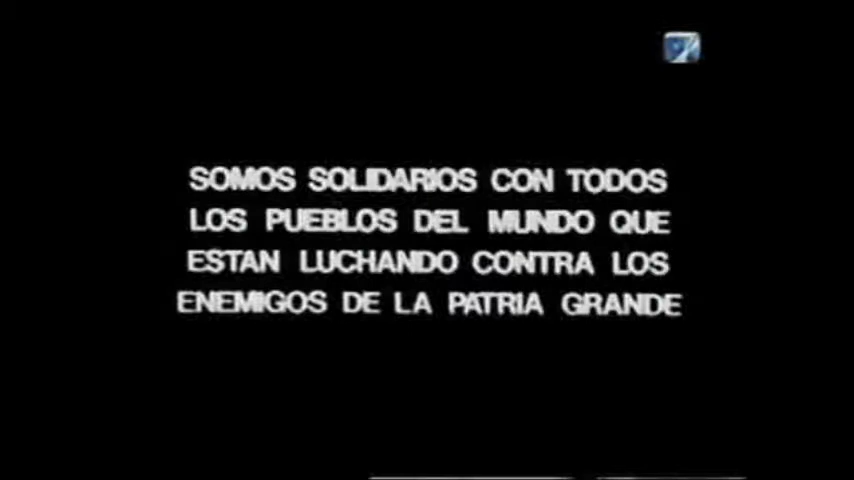 SOMOS SOLIDARIOS CON TODOS
LOS PUEBLOS DEL MUNDO QUE
ESTAN LUCHANDO CONTRA LOS
ENEMIGOS DE LA PATRIA GRANDE